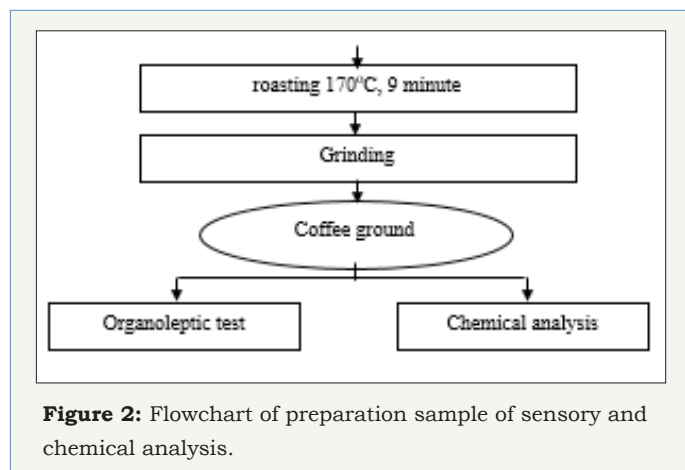 roasting 170°C, 9 minute
Grinding
Coffee ground
Organoleptic test
Chemical analysis
Figure 2: Flowchart of preparation sample of sensory and
chemical analysis.